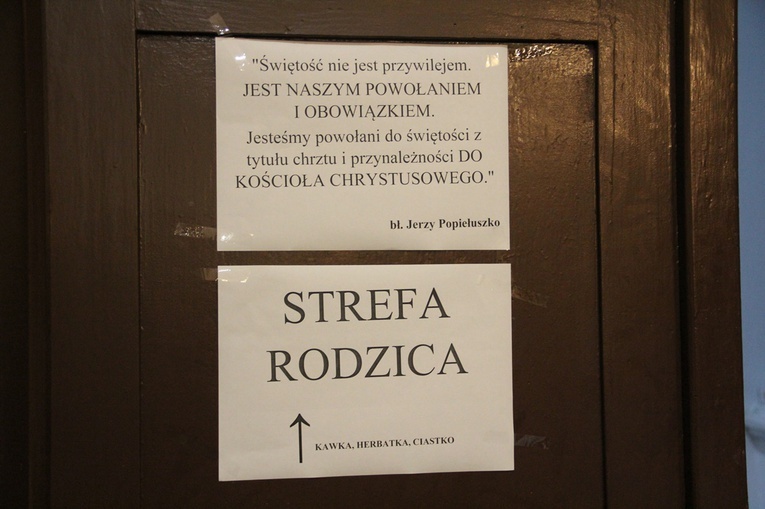 "Świętość nie jest przywilejem.
JEST NASZYM POWOŁANIEM
I OBOWIĄZKIEM.
Jesteśmy powołani do świętości z
tytułu chrztu i przynależności DO
KOŚCIOŁA CHRYSTUSOWEGO."
bł. Jerzy Popiełuszko
STREFA
RODZICA
KAWKA, HERBATKA, CIASTKO